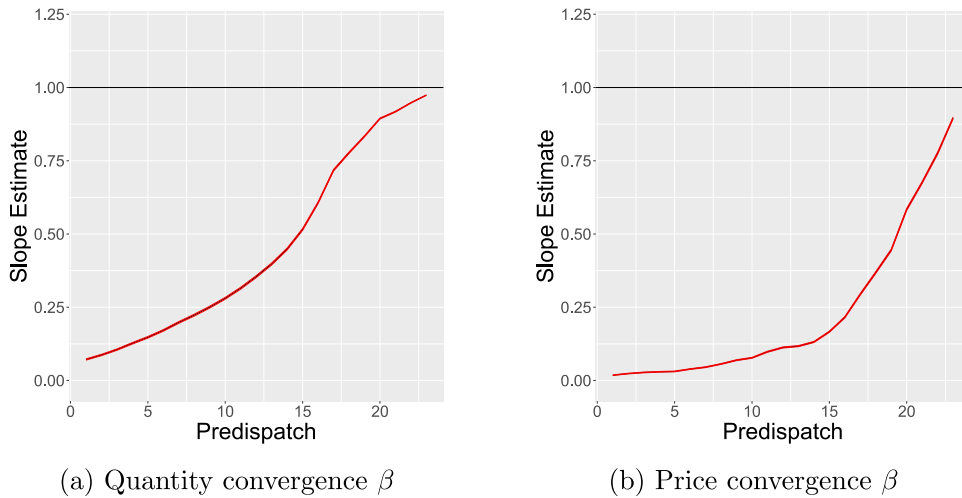 1.25
1.00
0.75
0.50
0.25
0.00
Slope Estimate
0 5 10 15 20
Predispatch
(a) Quantity convergence β
1.25
1.00
0.75
0.50
0.25
0.00
Slope Estimate
0 5 10 15 20
Predispatch
(b) Price convergence β